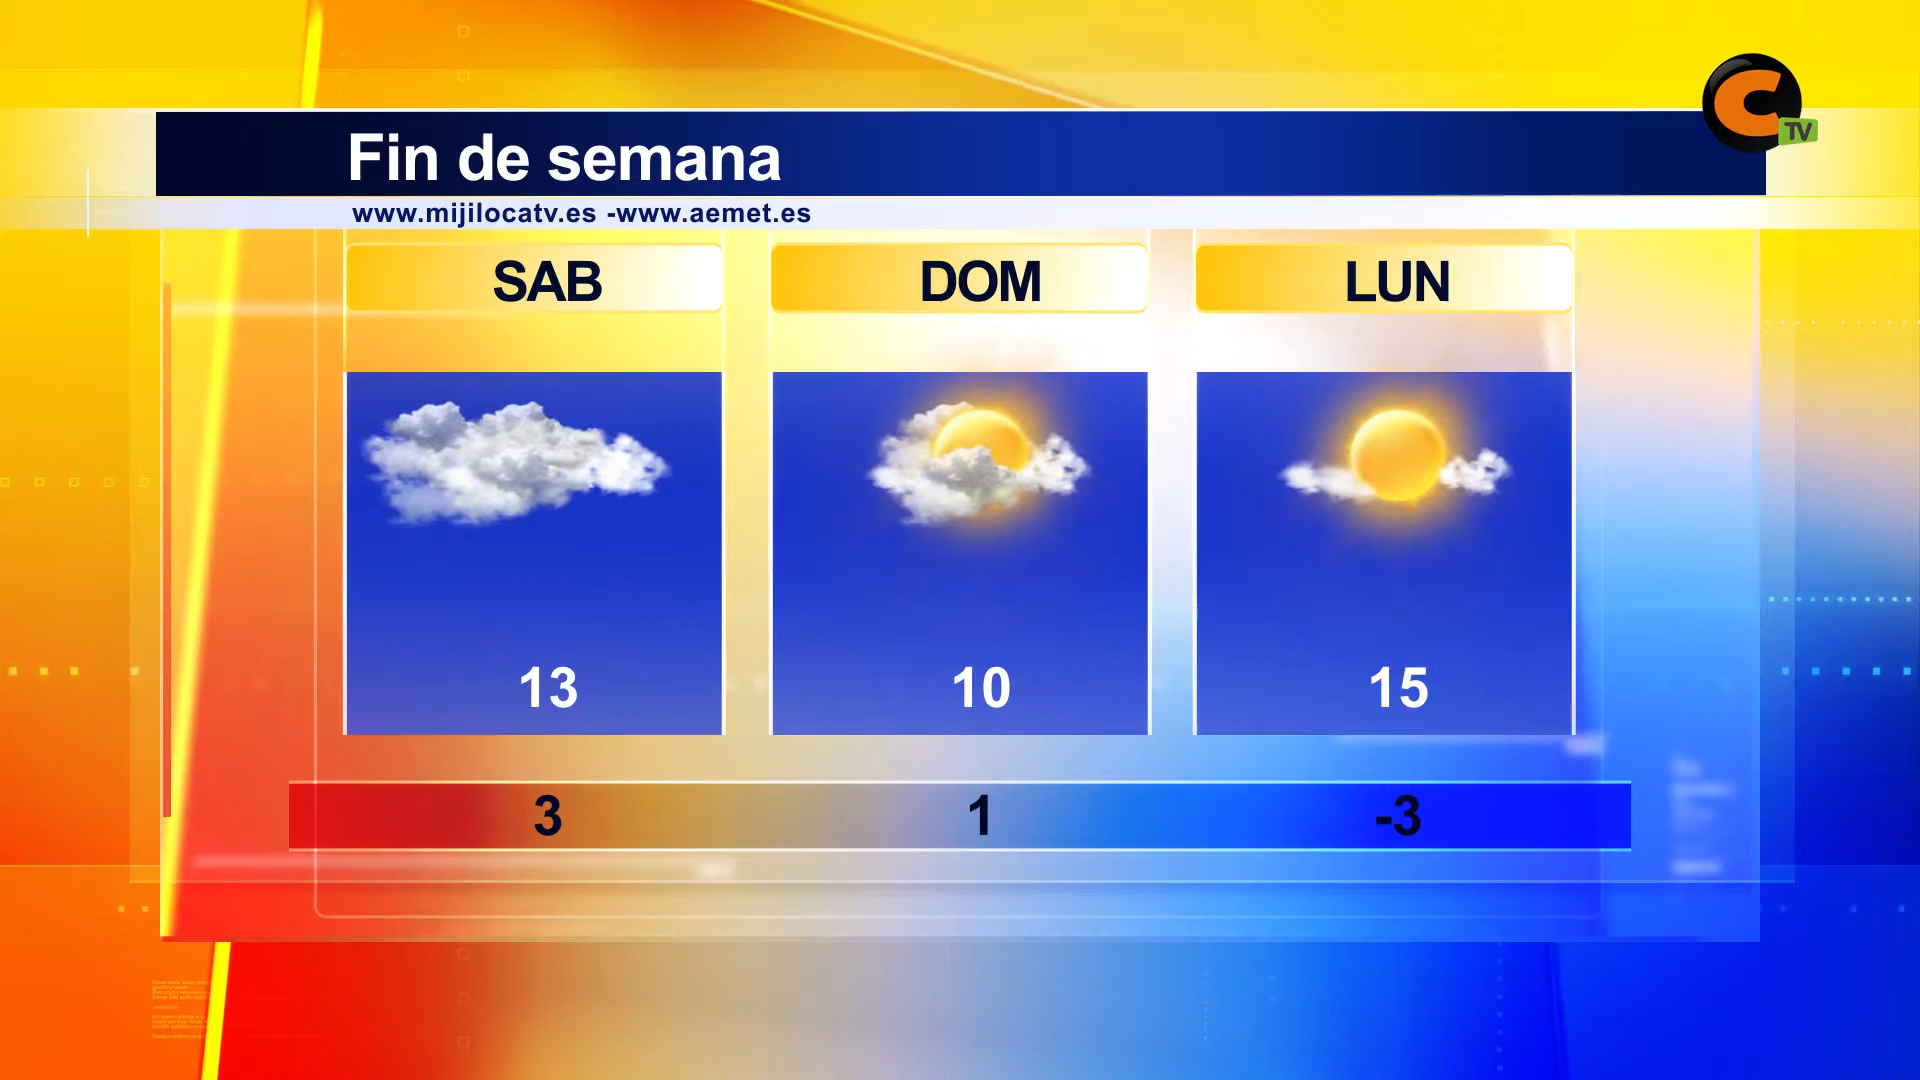 Fin de semana
www.mijilocatv.es -www.aemet.es
SAB
DOM
LUN
13
10
15
3
1
-3
C TV